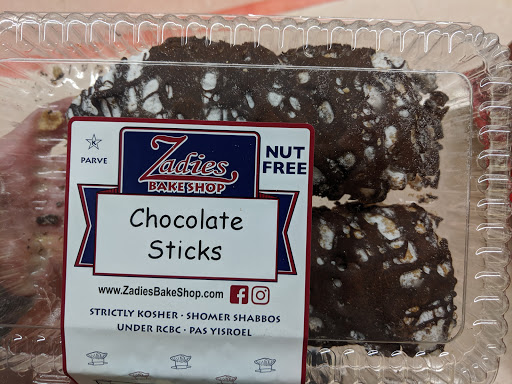 K
PARVE
Zadies
BAKE SHOP
NUT
FREE
Chocolate
Sticks
www.ZadiesBakeShop.com
STRICTLY KOSHER · SHOMER SHABBOS
UNDER RCBC · PAS YISROEL